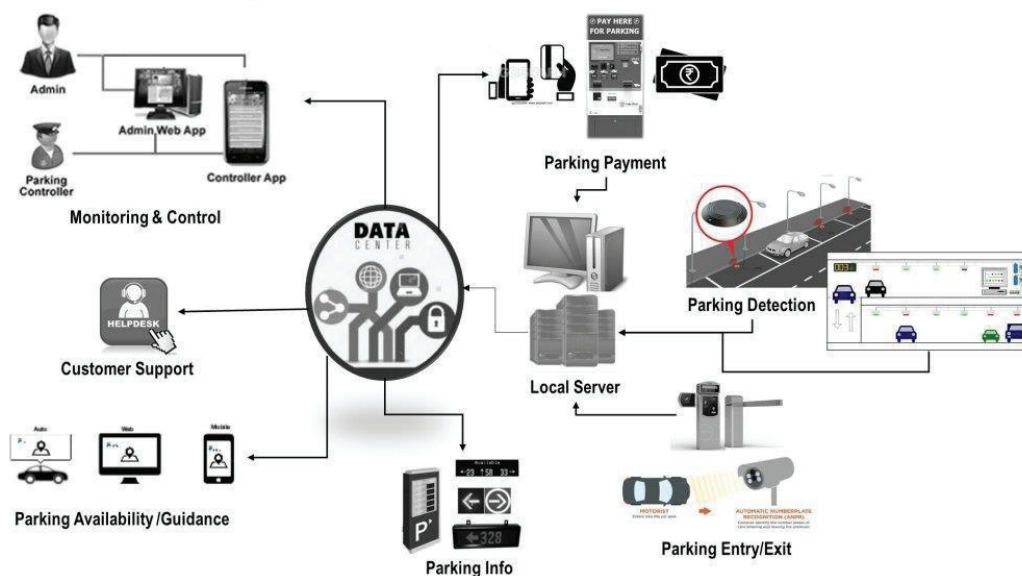 Admin
Admin Web App
Parking
Controller
Controller App
Monitoring & Control
PAY HERE
FOR PARKING
₹
Parking Payment
DATA
CENTER
Parking Detection
HELPDESK
Customer Support
Local Server
Auto
Web
Mobile
Parking Availability /Guidance
Available
P
←328
Parking Info
MOTORIST
AUTOMATIC NUMBERPLATE
RECOGNITION (ANPR)
Parking Entry/Exit